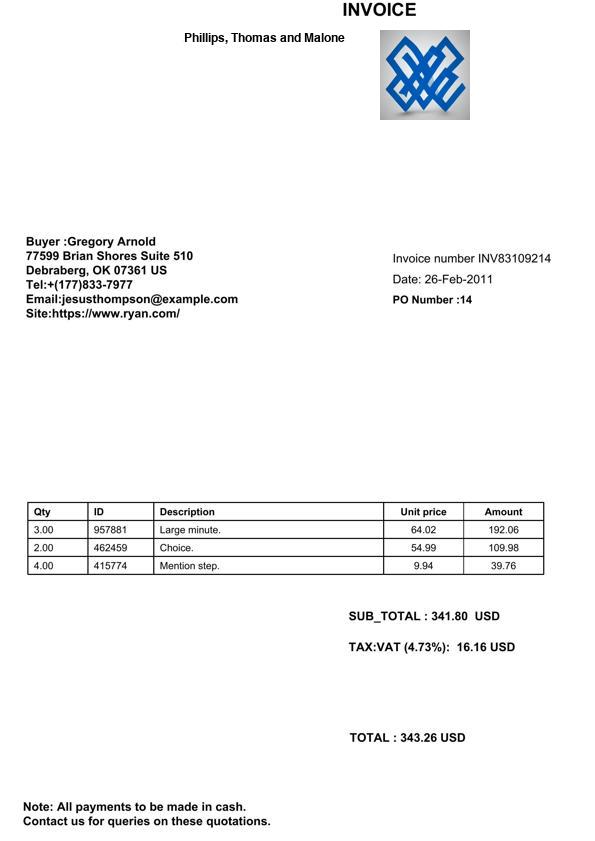 INVOICE
Phillips, Thomas and Malone
Buyer :Gregory Arnold
77599 Brian Shores Suite 510
Debraberg, OK 07361 US
Tel:+(177)833-7977
Email:jesusthompson@example.com
Site:https://www.ryan.com/
Invoice number INV83109214
Date: 26-Feb-2011
PO Number :14
Qty ID Description Unit price Amount
3.00 957881 Large minute. 64.02 192.06
2.00 462459 Choice. 54.99 109.98
4.00 415774 Mention step. 9.94 39.76
SUB_TOTAL : 341.80 USD
TAX:VAT (4.73%): 16.16 USD
TOTAL : 343.26 USD
Note: All payments to be made in cash.
Contact us for queries on these quotations.